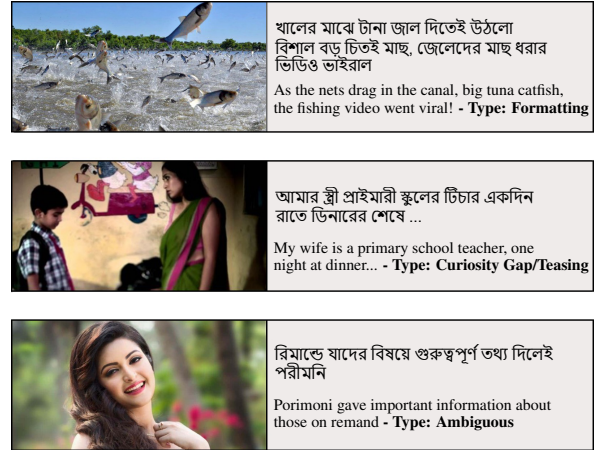 খালের মাঝে টানা জাল দিতেই উঠলো
বিশাল বড় চিতই মাছ, জেলেদের মাছ ধরার
ভিডিও ভাইরাল
As the nets drag in the canal, big tuna catfish,
the fishing video went viral! - Type: Formatting
আমার স্ত্রী প্রাইমারী স্কুলের টিচার একদিন
রাতে ডিনারের শেষে ...
My wife is a primary school teacher, one
night at dinner... - Type: Curiosity Gap/Teasing
রিমান্ডে যাদের বিষয়ে গুরুত্বপূর্ণ তথ্য দিলেই
পরীমনি
Porimoni gave important information about
those on remand - Type: Ambiguous